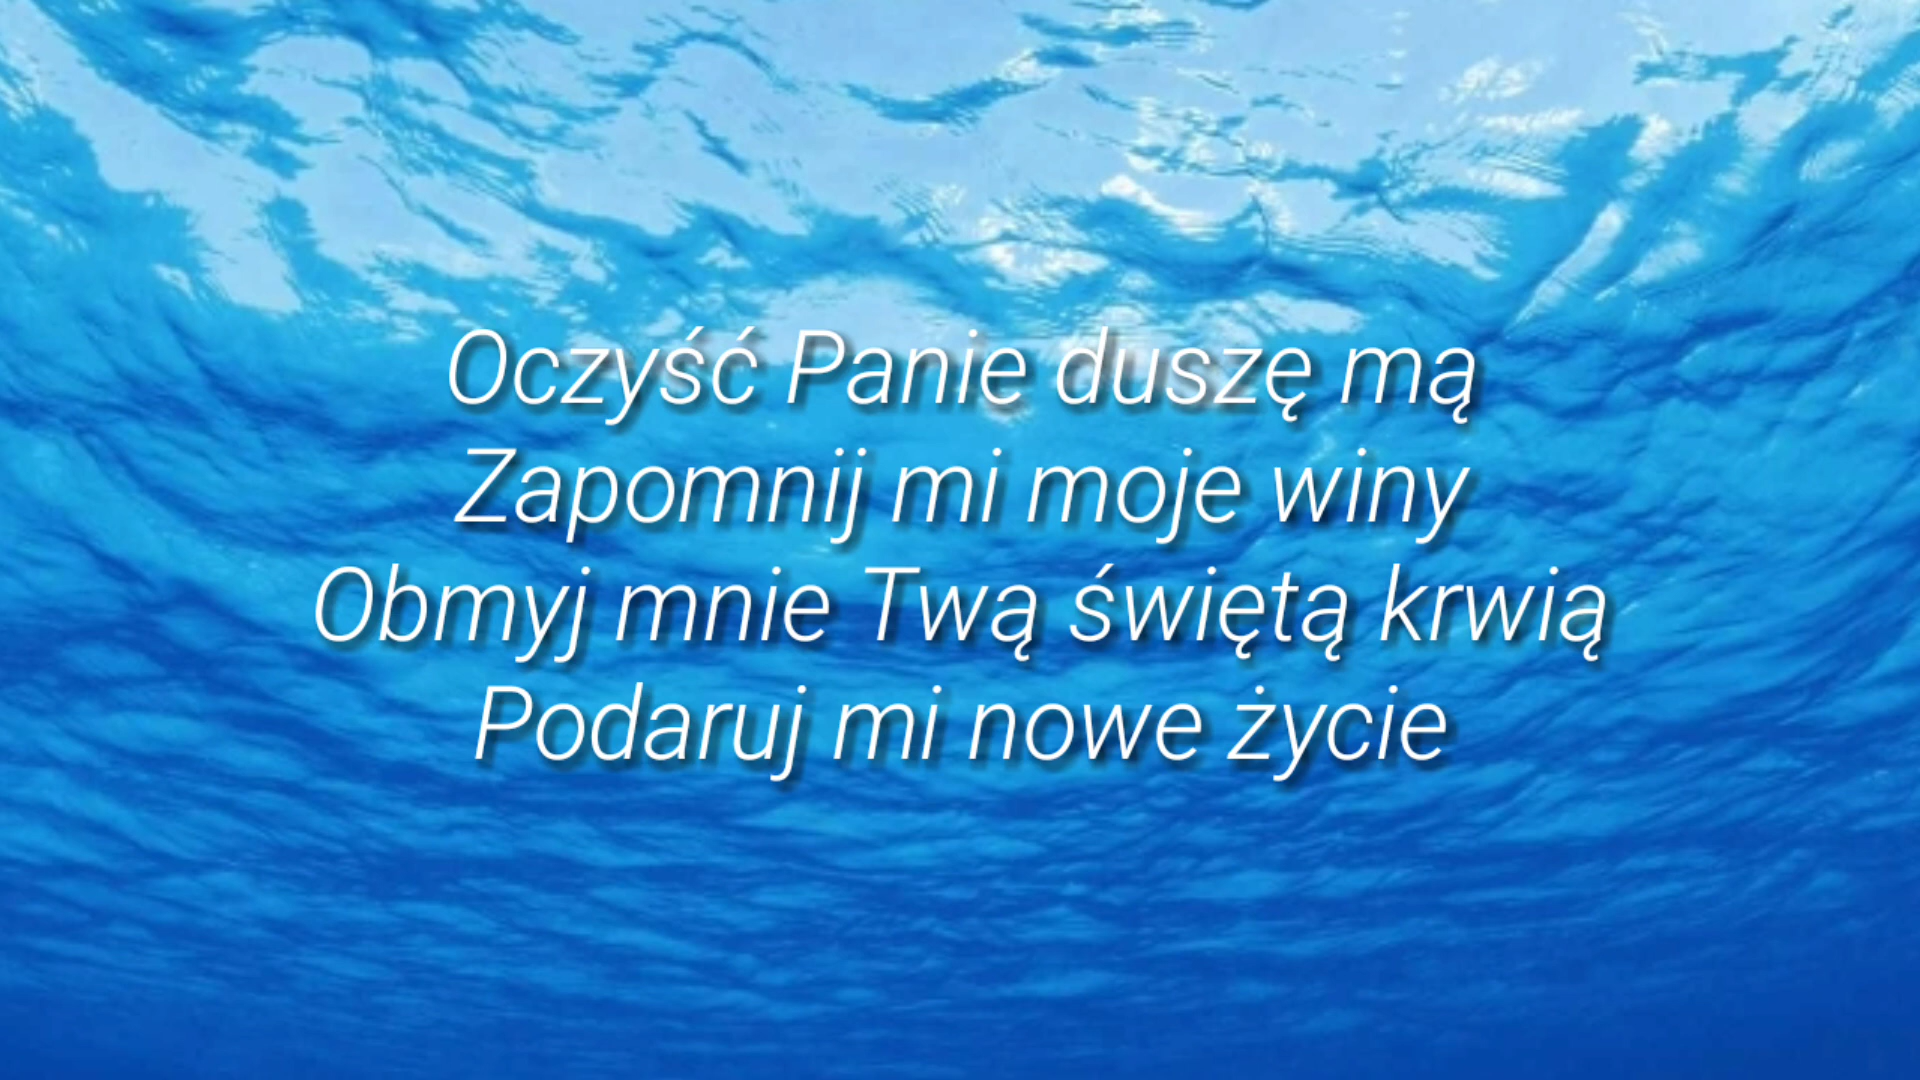 Oczyść Panie duszę mą
Zapomnij mi moje winy
Obmyj mnie Twą świętą krwią
Podaruj mi nowe życie